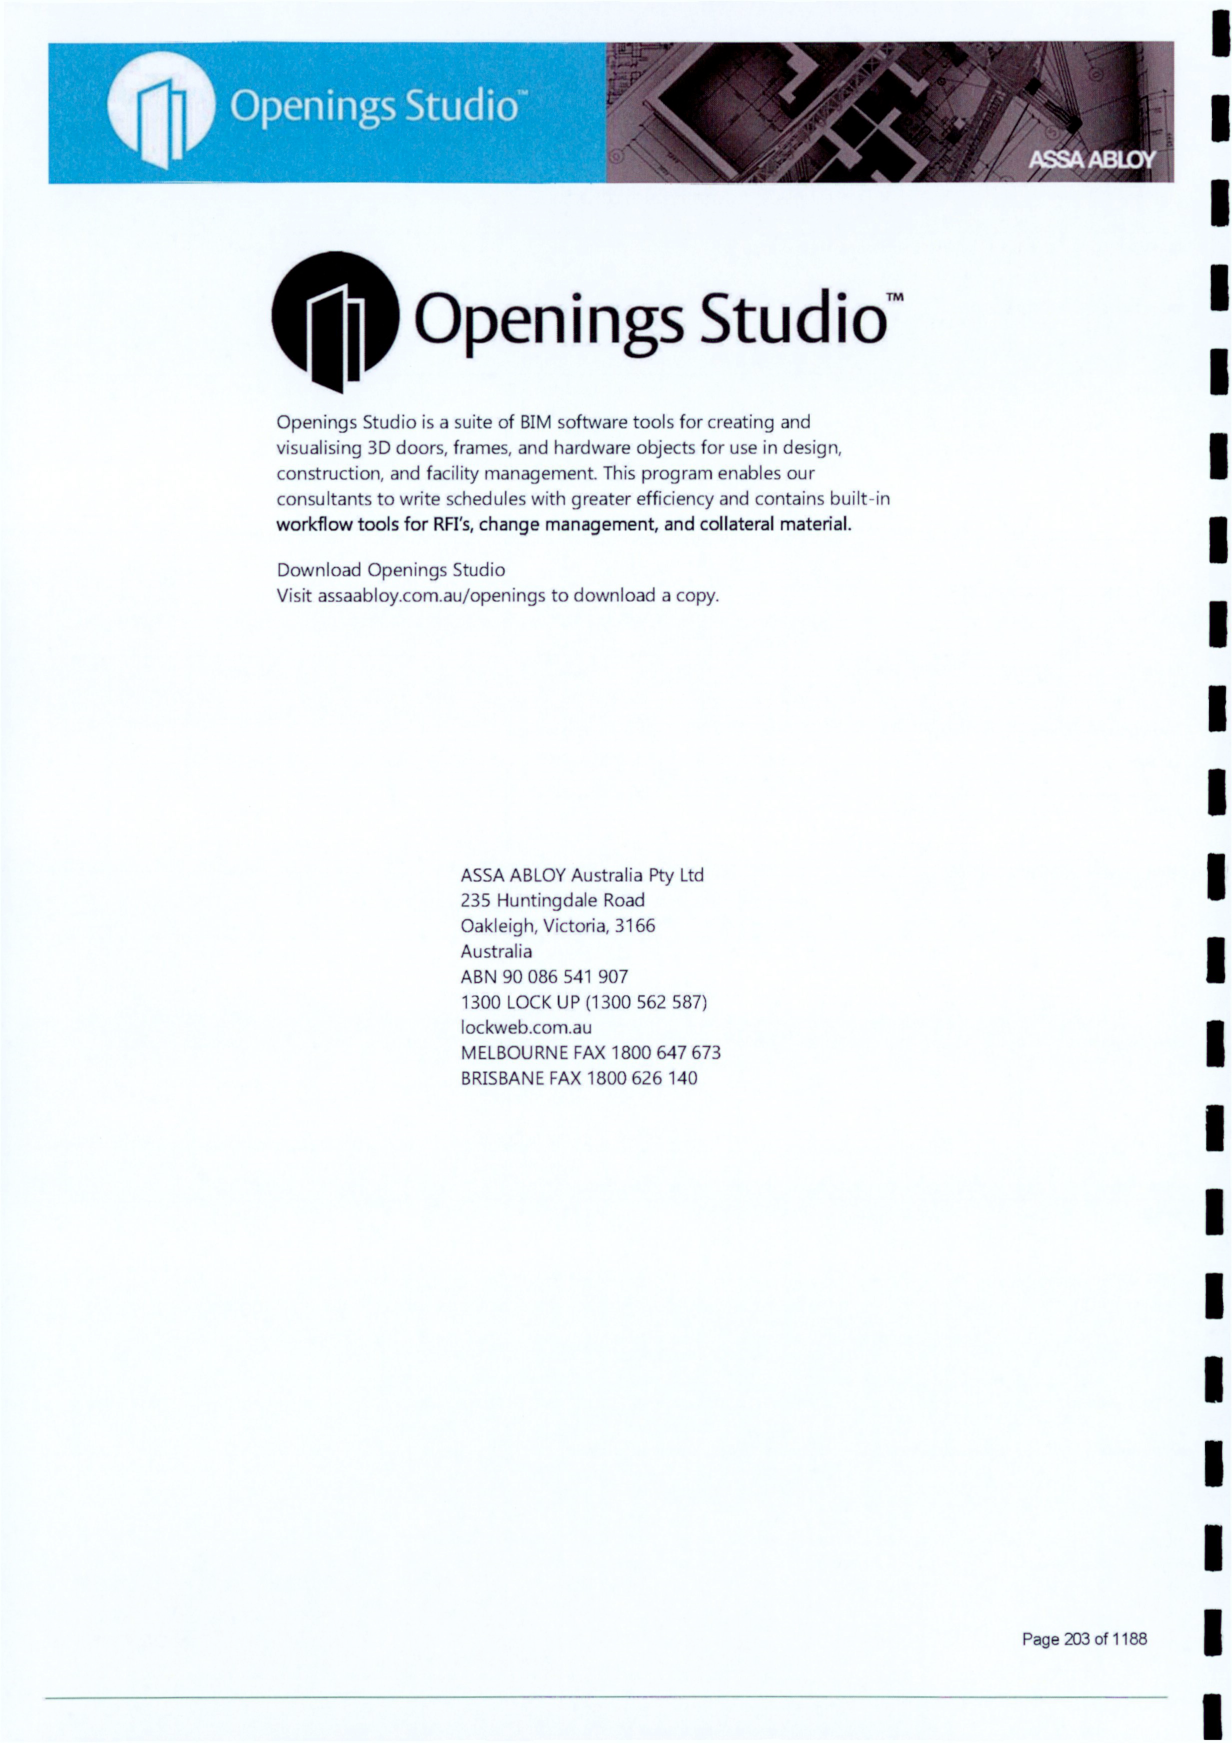 Openings Studio™
ASSA ABLOY
Openings Studio™
Openings Studio is a suite of BIM software tools for creating and
visualising 3D doors, frames, and hardware objects for use in design,
construction, and facility management. This program enables our
consultants to write schedules with greater efficiency and contains built-in
workflow tools for RFI's, change management, and collateral material.
Download Openings Studio
Visit assaabloy.com.au/openings to download a copy.
ASSA ABLOY Australia Pty Ltd
235 Huntingdale Road
Oakleigh, Victoria, 3166
Australia
ABN 90 086 541 907
1300 LOCK UP (1300 562 587)
lockweb.com.au
MELBOURNE FAX 1800 647 673
BRISBANE FAX 1800 626 140
Page 203 of 1188